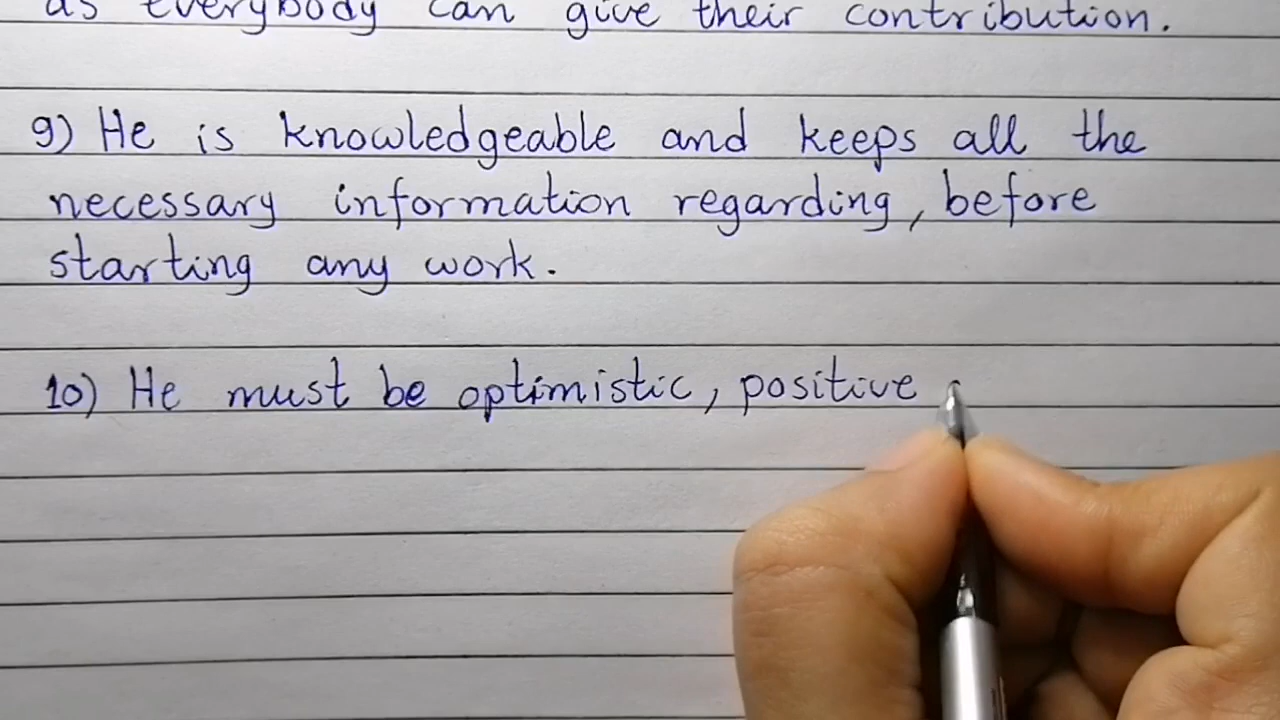 as everybody can give their contribution.
9) He is knowledgeable and keeps all the
necessary information regarding, before
starting any work.
10) He must be optimistic, positive